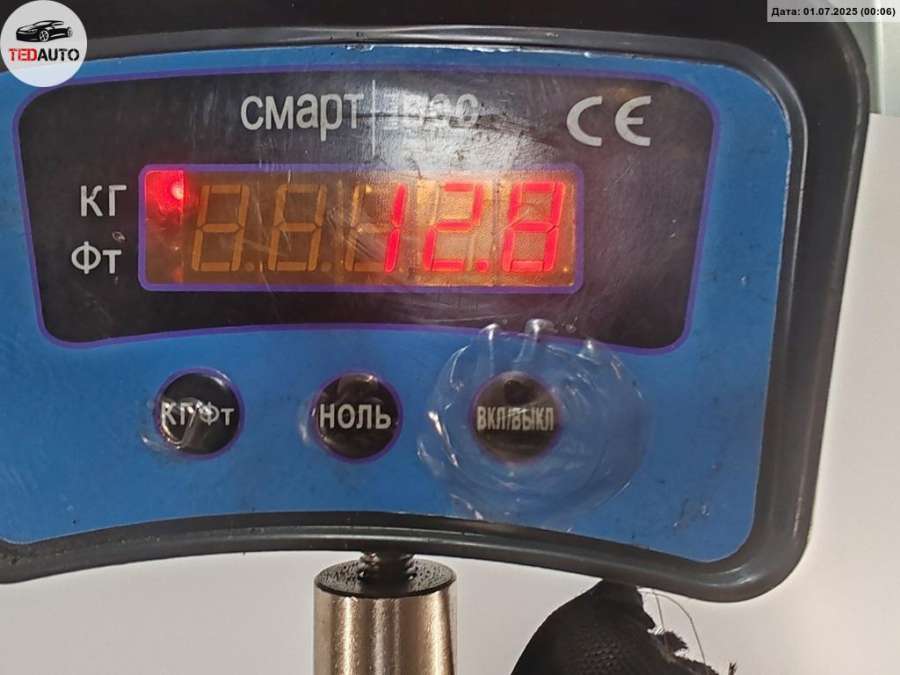 Дата: 01.07.2025 (00:06)
TEDAUTO
смарт
CE
КГ
Фт
12.8
КГ/Фт
НОЛЬ
ВКЛ/ВЫКЛ